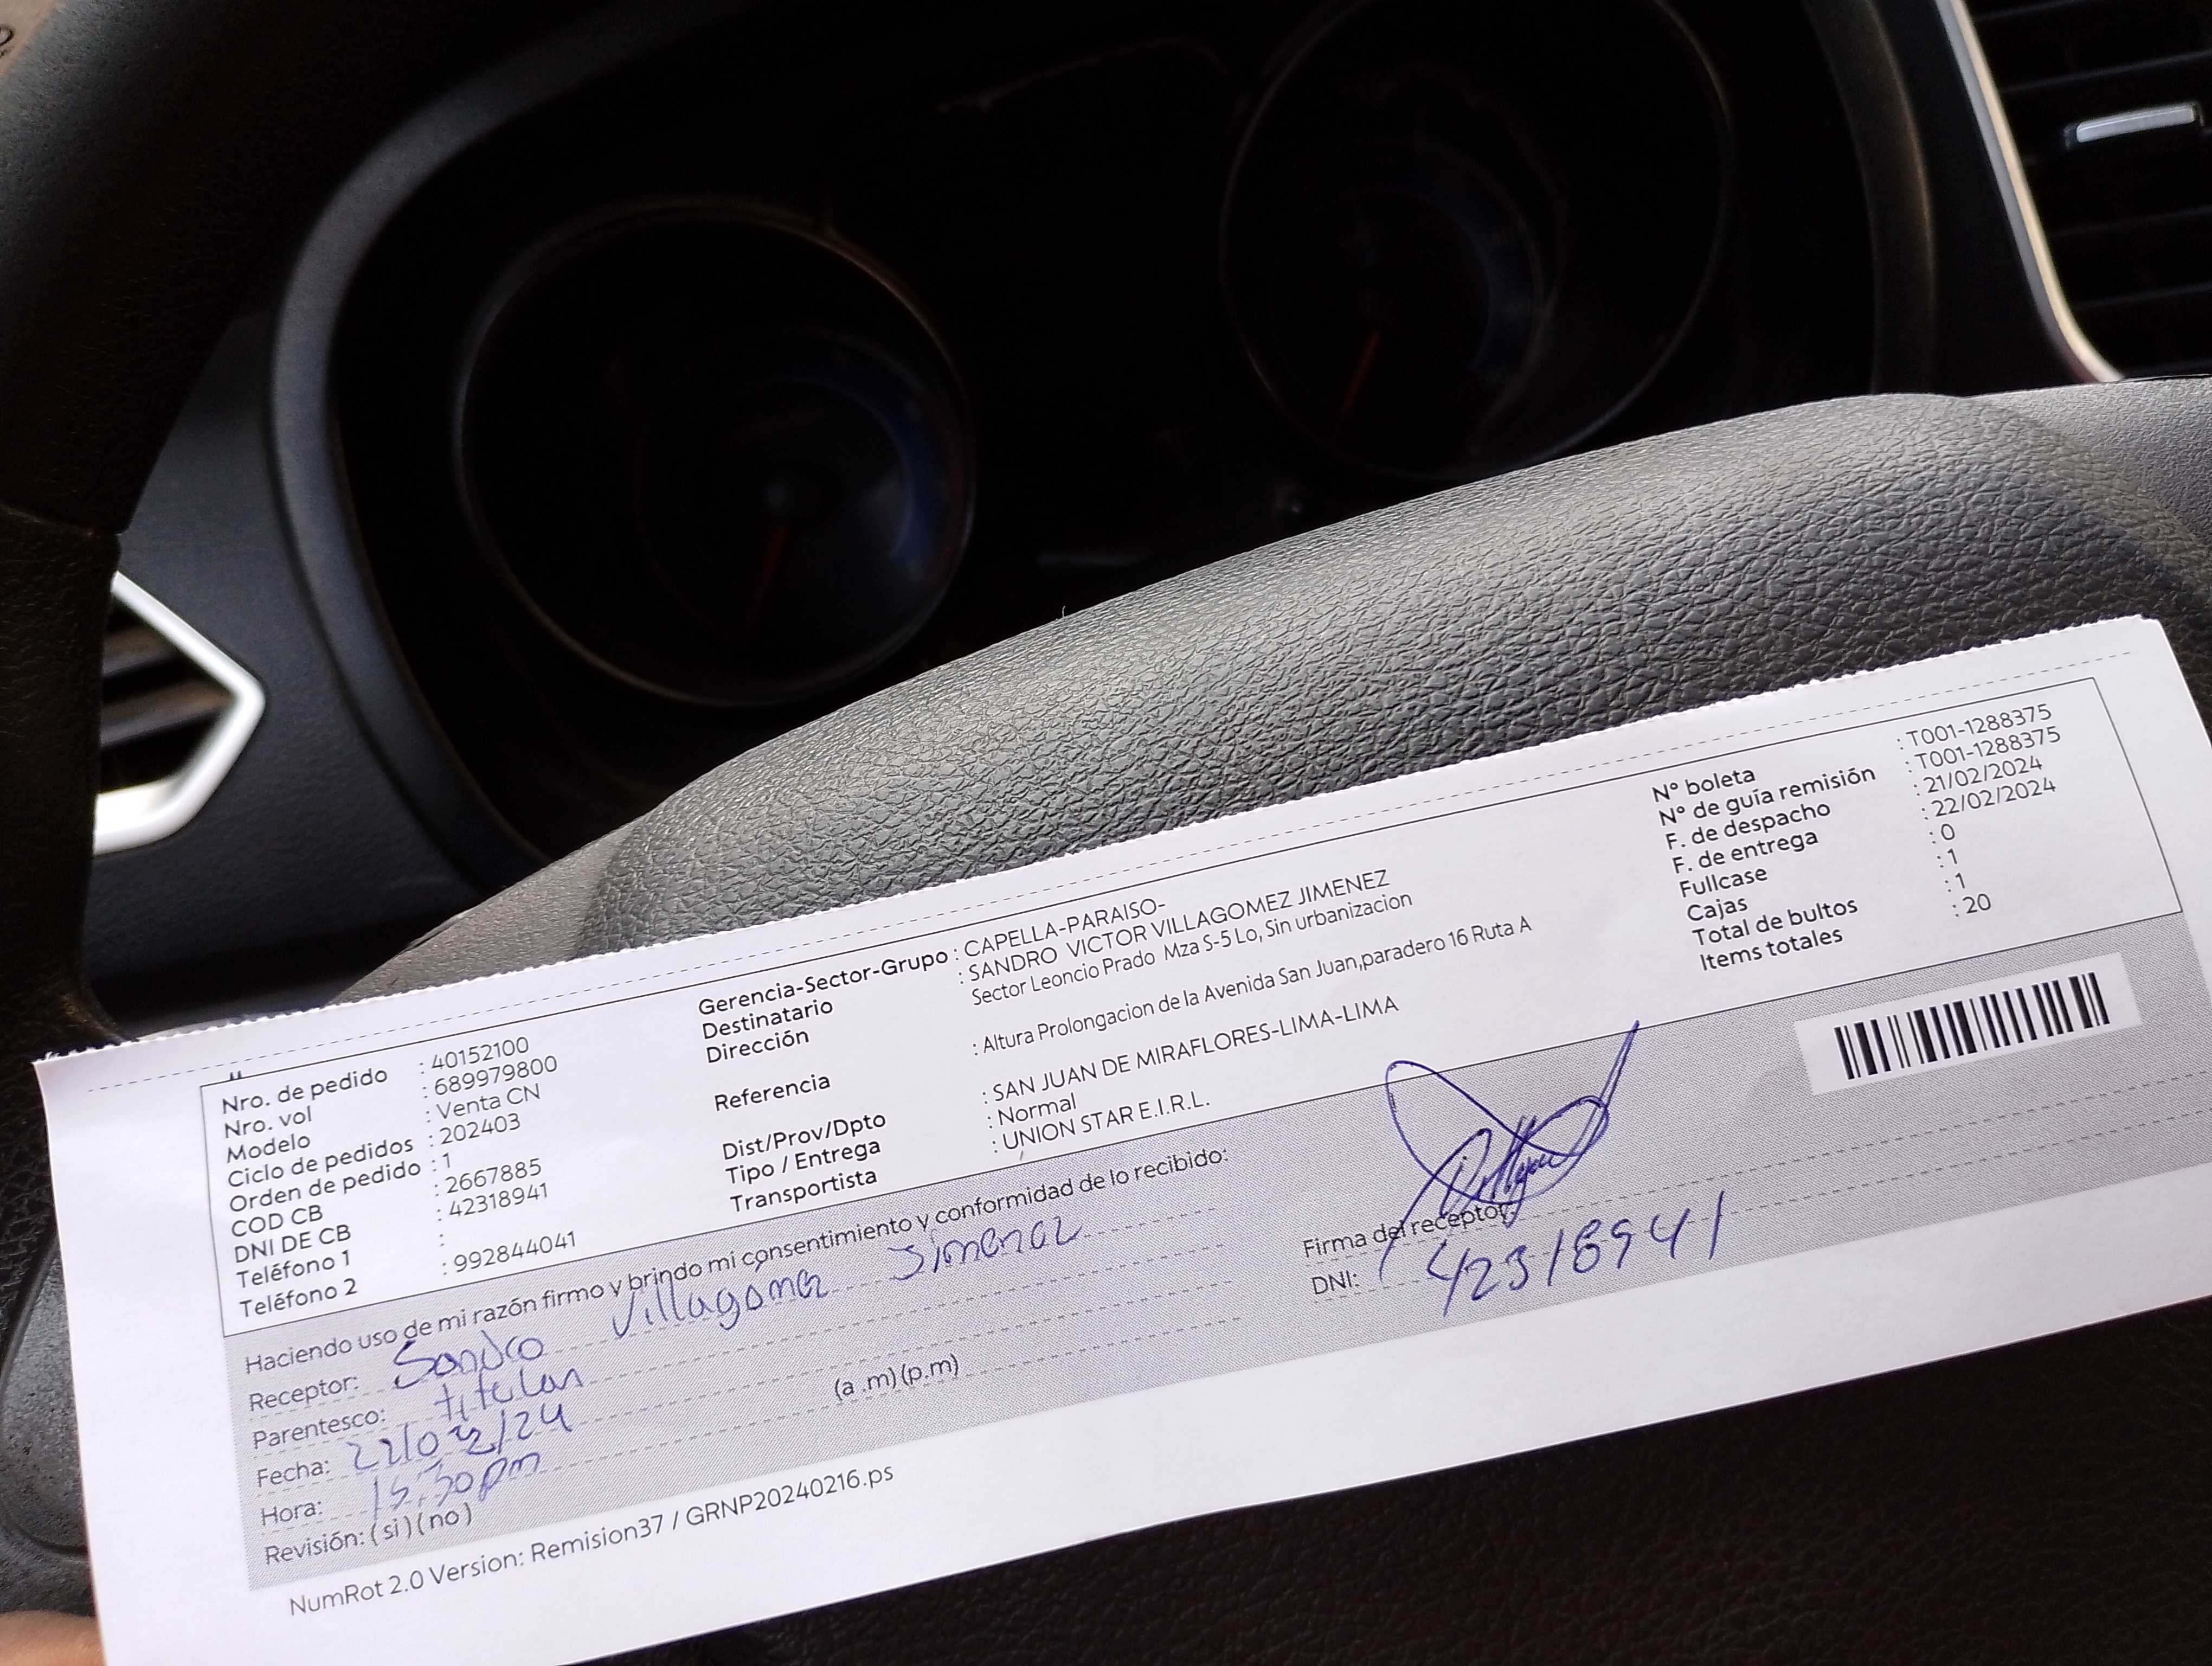 Nro. de pedido : 40152100
Nro. vol : 689979800
Modelo : Venta CN
Ciclo de pedidos : 202403
Orden de pedido : 1
COD CB : 2667885
DNI DE CB : 42318941
Teléfono 1 :
Teléfono 2 : 992844041
Gerencia-Sector-Grupo : CAPELLA-PARAISO-
Destinatario : SANDRO VICTOR VILLAGOMEZ JIMENEZ
Dirección Sector Leoncio Prado Mza S-5 Lo, Sin urbanizacion
Referencia : Altura Prolongacion de la Avenida San Juan,paradero 16 Ruta A
Dist/Prov/Dpto : SAN JUAN DE MIRAFLORES-LIMA-LIMA
Tipo / Entrega : Normal
Transportista : UNION STAR E.I.R.L.
N° boleta : T001-1288375
N° de guía remisión : T001-1288375
F. de despacho : 21/02/2024
F. de entrega : 22/02/2024
Fullcase : 0
Cajas : 1
Total de bultos : 1
Items totales : 20
Haciendo uso de mi razón firmo y brindo mi consentimiento y conformidad de lo recibido:
Receptor: Sandro Villagomez Jimenez
Parentesco: titular
Fecha: 22/02/24
Hora: 15:30pm (a .m)(p.m)
Revisión: (si)(no)
Firma del receptor:
DNI: 42318941
NumRot 2.0 Version: Remision37 / GRNP20240216.ps